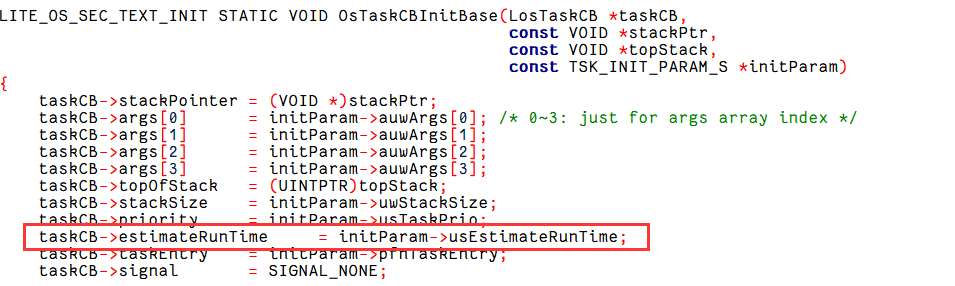 LITE_OS_SEC_TEXT_INIT STATIC VOID OsTaskCBInitBase(LosTaskCB *taskCB,
const VOID *stackPtr,
const VOID *topStack,
const TSK_INIT_PARAM_S *initParam)
{
taskCB->stackPointer = (VOID *)stackPtr;
taskCB->args[0] = initParam->auwArgs[0]; /* 0~3: just for args array index */
taskCB->args[1] = initParam->auwArgs[1];
taskCB->args[2] = initParam->auwArgs[2];
taskCB->args[3] = initParam->auwArgs[3];
taskCB->topOfStack = (UINTPTR)topStack;
taskCB->stackSize = initParam->uwStackSize;
taskCB->priority = initParam->usTaskPrio;
taskCB->estimateRunTime = initParam->usEstimateRunTime;
taskCB->taskEntry = initParam->pfnTaskEntry;
taskCB->signal = SIGNAL_NONE;